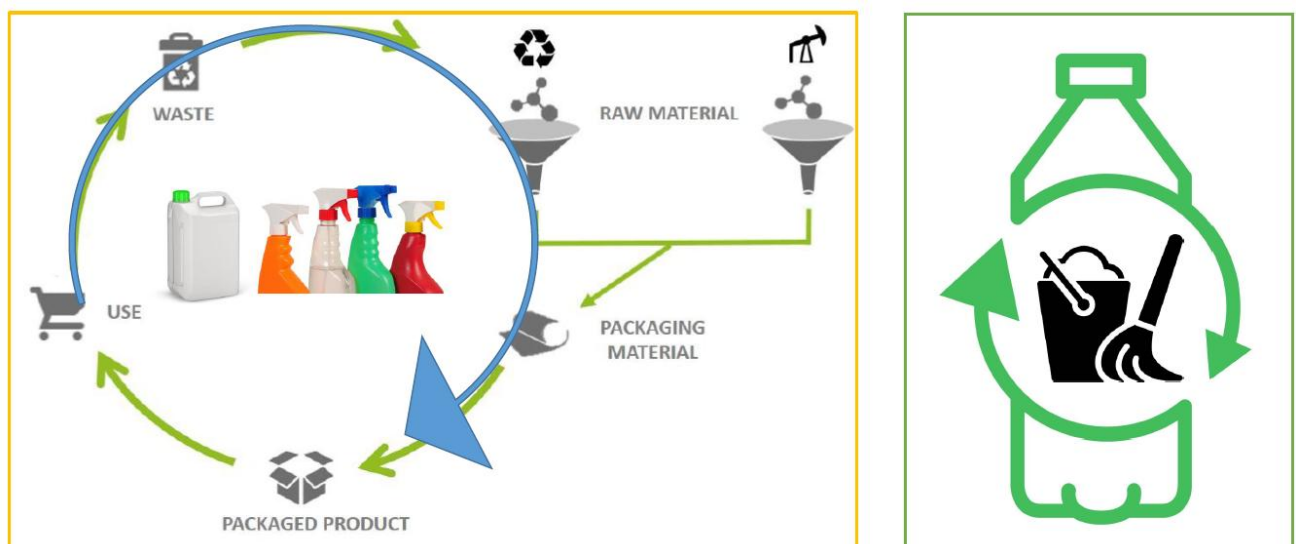 WASTE
RAW MATERIAL
USE
PACKAGING
MATERIAL
PACKAGED PRODUCT